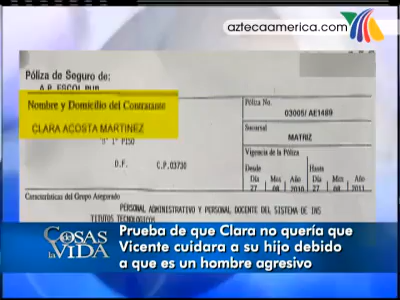 aztecaamerica.com
Póliza de Seguro de:
Nombre y Domicilio del Contratante
CLARA ACOSTA MARTINEZ
1° PISO
D.F. C.P.03730
Póliza No.
03005/ AE1489
Sucursal
MATRIZ
Vigencia de la Póliza
Desde Hasta
Día Mes Año Día Mes Año
27 08 2010 27 08 2011
Características del Grupo Asegurado
PERSONAL ADMINISTRATIVO Y PERSONAL DOCENTE DEL SISTEMA DE INS
TITUTOS TECNOLOGICOS
COSAS de la VIDA
Prueba de que Clara no quería que
Vicente cuidara a su hijo debido
a que es un hombre agresivo